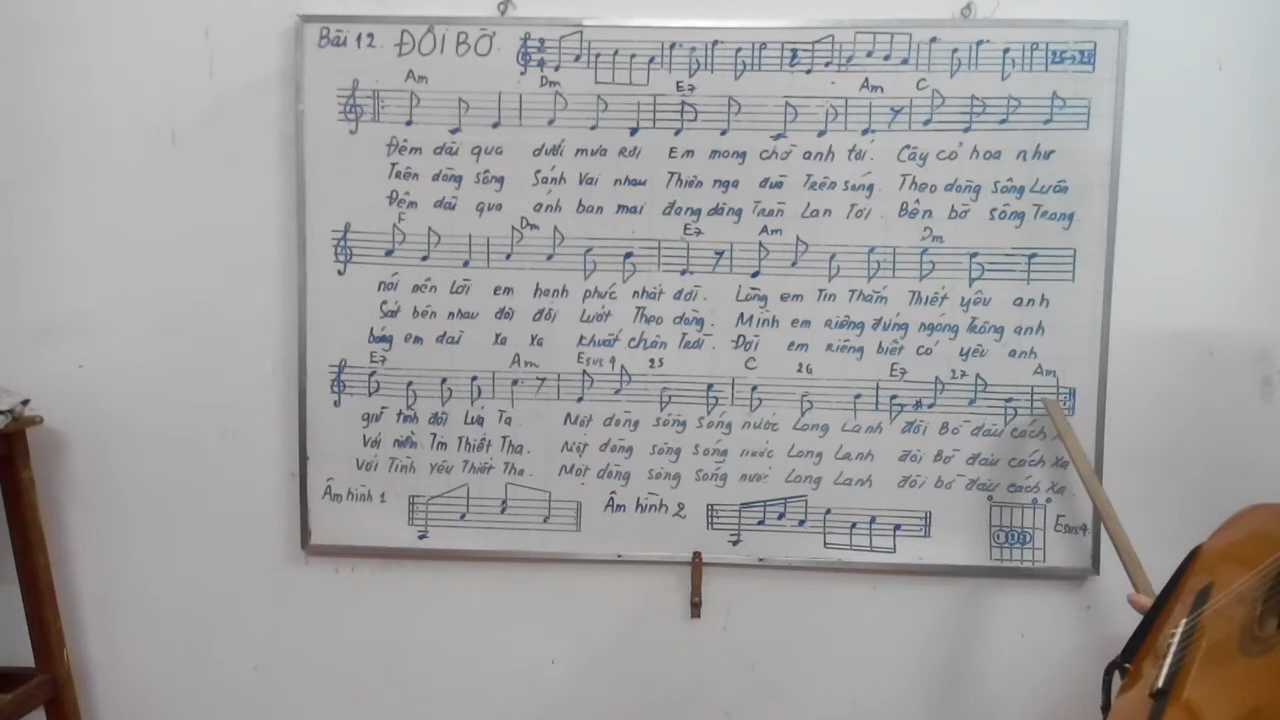 Bài 12. ĐÔI BỜ 2 4 25→28
Am Dm E7 Am C
Đêm dài qua dưới mưa rơi Em mong chờ anh tới. Cây cỏ hoa như
Trên dòng sông Sánh Vai nhau Thiên nga đùa Trên sóng. Theo dòng sông Luôn
Đêm dài qua ánh ban mai đang dâng Tràn Lan Tới. Bên bờ sông Trang
F Dm E7 Am Dm
nói nên Lời em hạnh phúc nhất đời. Lòng em Tin Thắm Thiết yêu anh
Sát bên nhau đôi đôi Lướt Theo dòng. Mình em Riêng đứng ngóng Trông anh
bóng em dài xa xa khuất chân Trời. Đời em riêng biết có yêu anh
E7 Am Esus4 25 C 26 E7 27 Am
giữ tình đôi Lứa Ta Một dòng sông sóng nước Long Lanh đôi Bờ đâu cách
Với niềm Tin Thiết Tha. Một dòng sông sóng nước Long Lanh đôi Bờ đâu cách xa
Với Tình yêu Thiết Tha. Một dòng sông sóng nước Long Lanh đôi bờ đâu cách xa.
Âm hình 1 Âm hình 2 Esus4
1 2 3